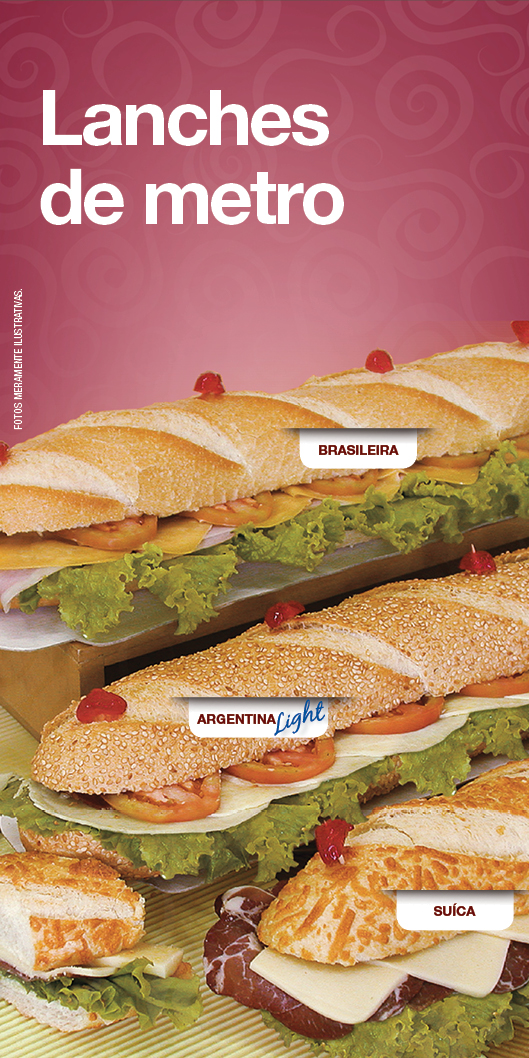 Lanches
de metro
FOTOS MERAMENTE ILUSTRATIVAS.
BRASILEIRA
ARGENTINA Light
SUÍCA